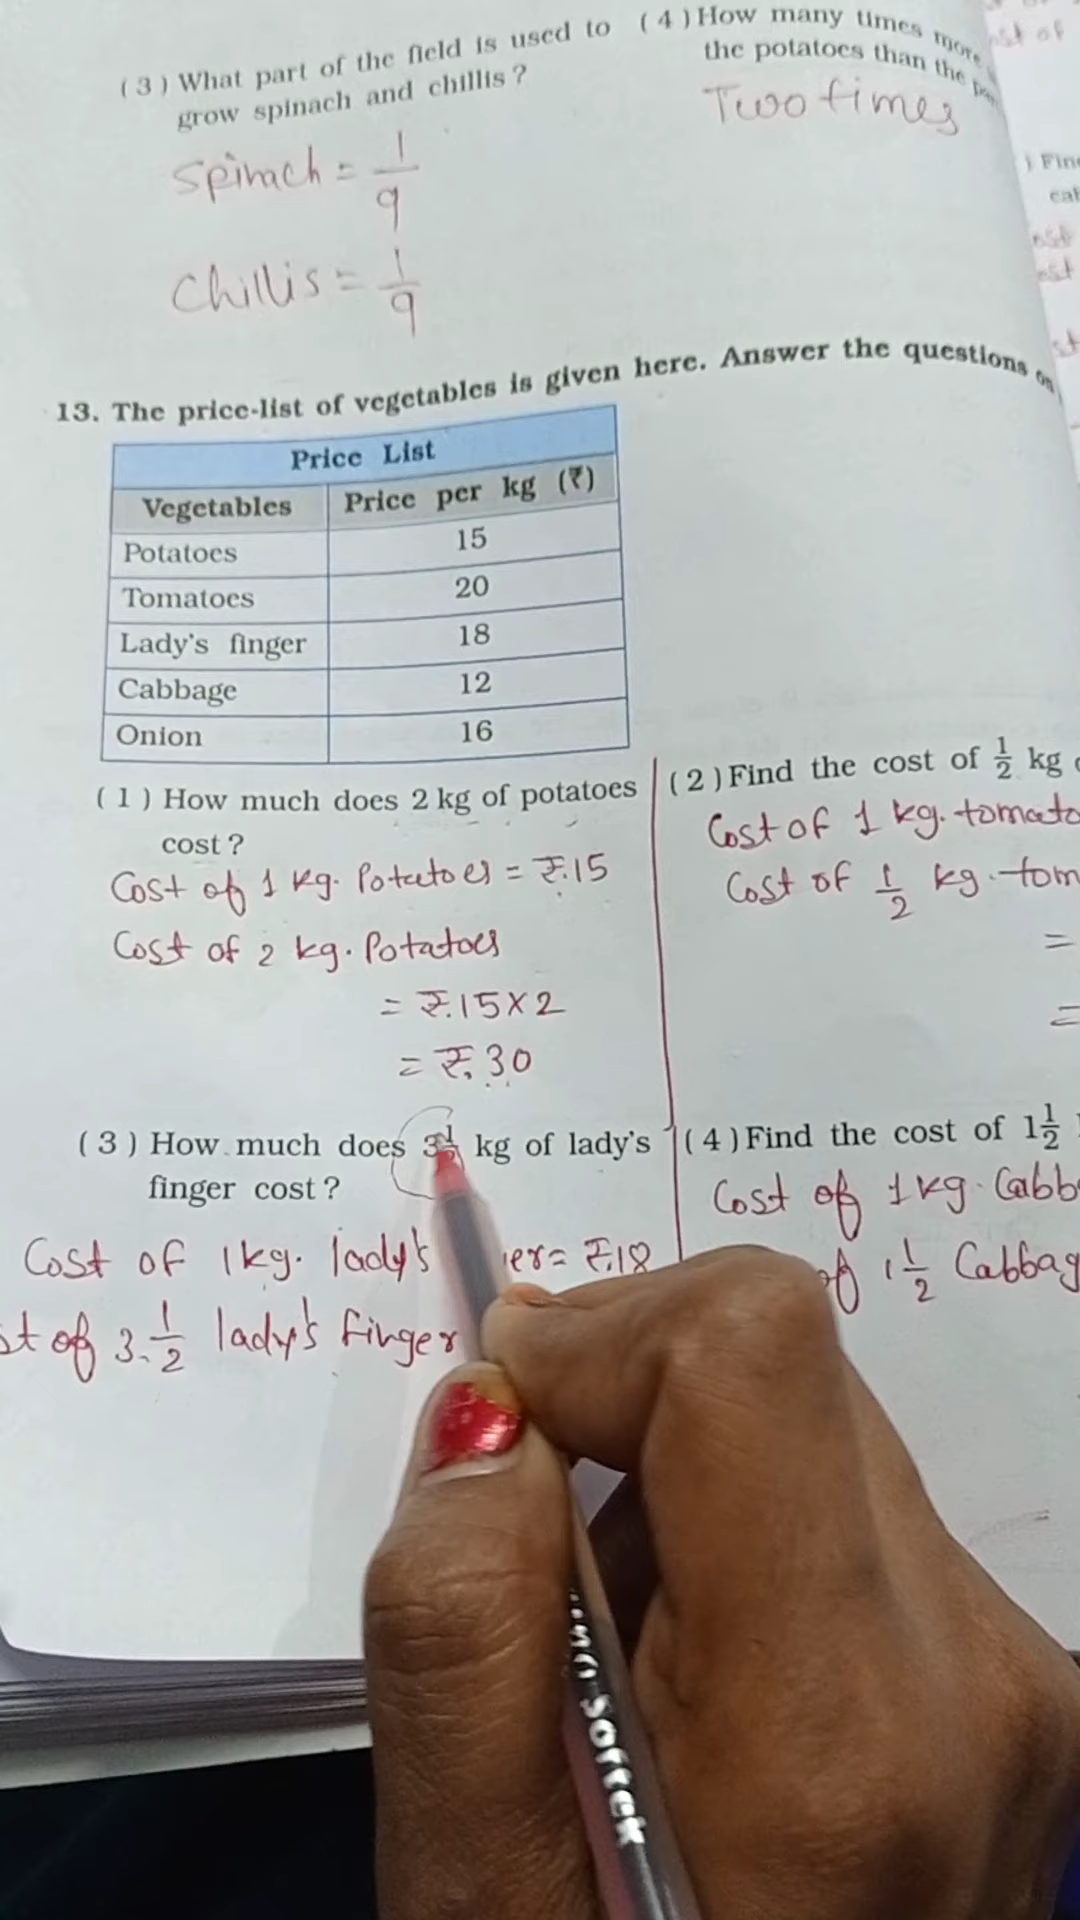 (3) What part of the field is used to
grow spinach and chillis?
Spinach = 1/9
Chillis = 1/9
(4) How many times more
the potatoes than the
Two times
13. The price-list of vegetables is given here. Answer the questions on
Price List
Vegetables Price per kg (₹)
Potatoes 15
Tomatoes 20
Lady's finger 18
Cabbage 12
Onion 16
(1) How much does 2 kg of potatoes
cost?
Cost of 1 kg. Potatoes = ₹.15
Cost of 2 kg. Potatoes
= ₹.15×2
= ₹.30
(2) Find the cost of 1/2 kg
Cost of 1 kg. tomato
Cost of 1/2 kg. tom
=
=
(3) How much does 3 1/2 kg of lady's
finger cost?
Cost of 1kg. lady's er= ₹.18
st of 3.1/2 lady's finger
(4) Find the cost of 1 1/2
Cost of 1kg. Cabb
of 1 1/2 Cabbag
Softek